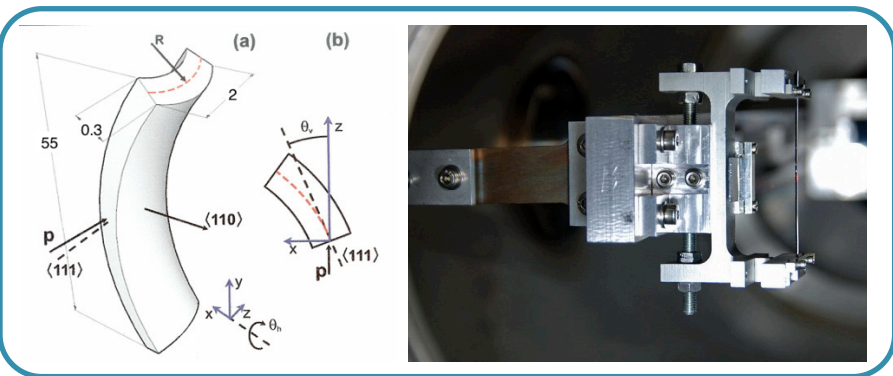 (a)
(b)
R
2
0.3
55
θv
z
⟨110⟩
p
⟨111⟩
x
p
⟨111⟩
y
x
z
θh